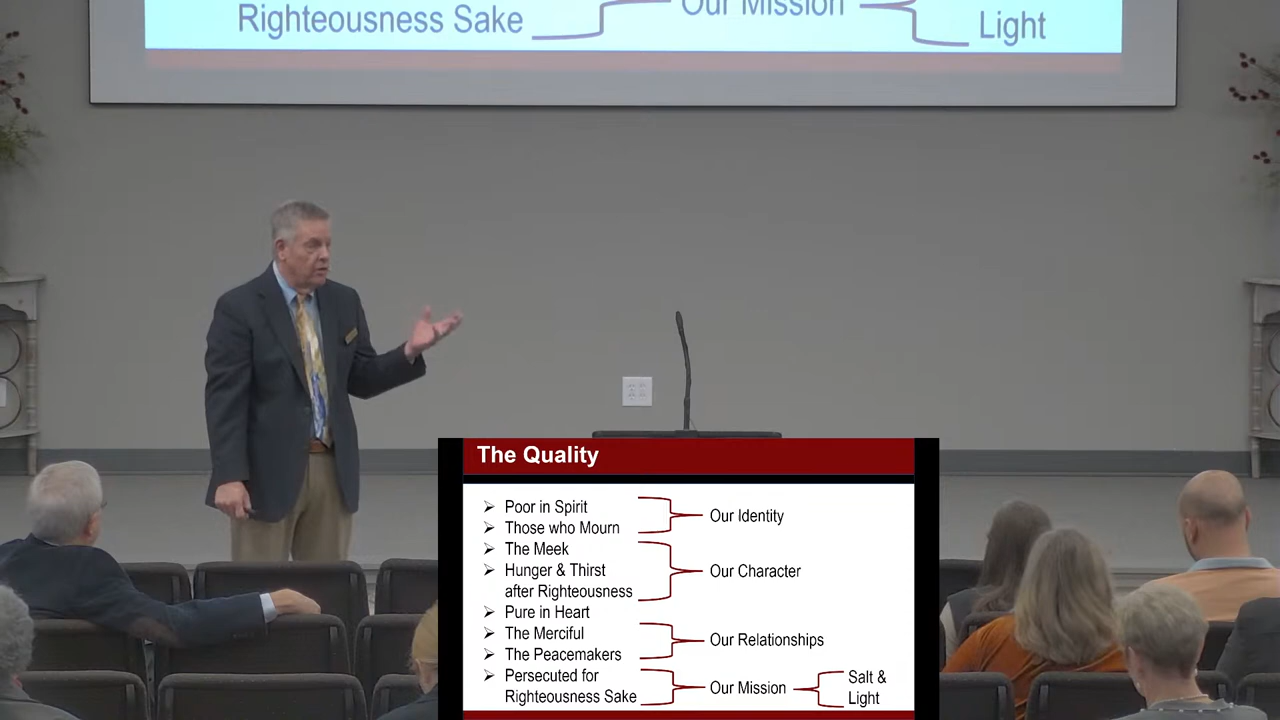 Righteousness Sake
Our Mission
Light
The Quality
➢ Poor in Spirit
➢ Those who Mourn
Our Identity
➢ The Meek
➢ Hunger & Thirst
after Righteousness
Our Character
➢ Pure in Heart
➢ The Merciful
➢ The Peacemakers
Our Relationships
➢ Persecuted for
Righteousness Sake
Our Mission
Salt &
Light